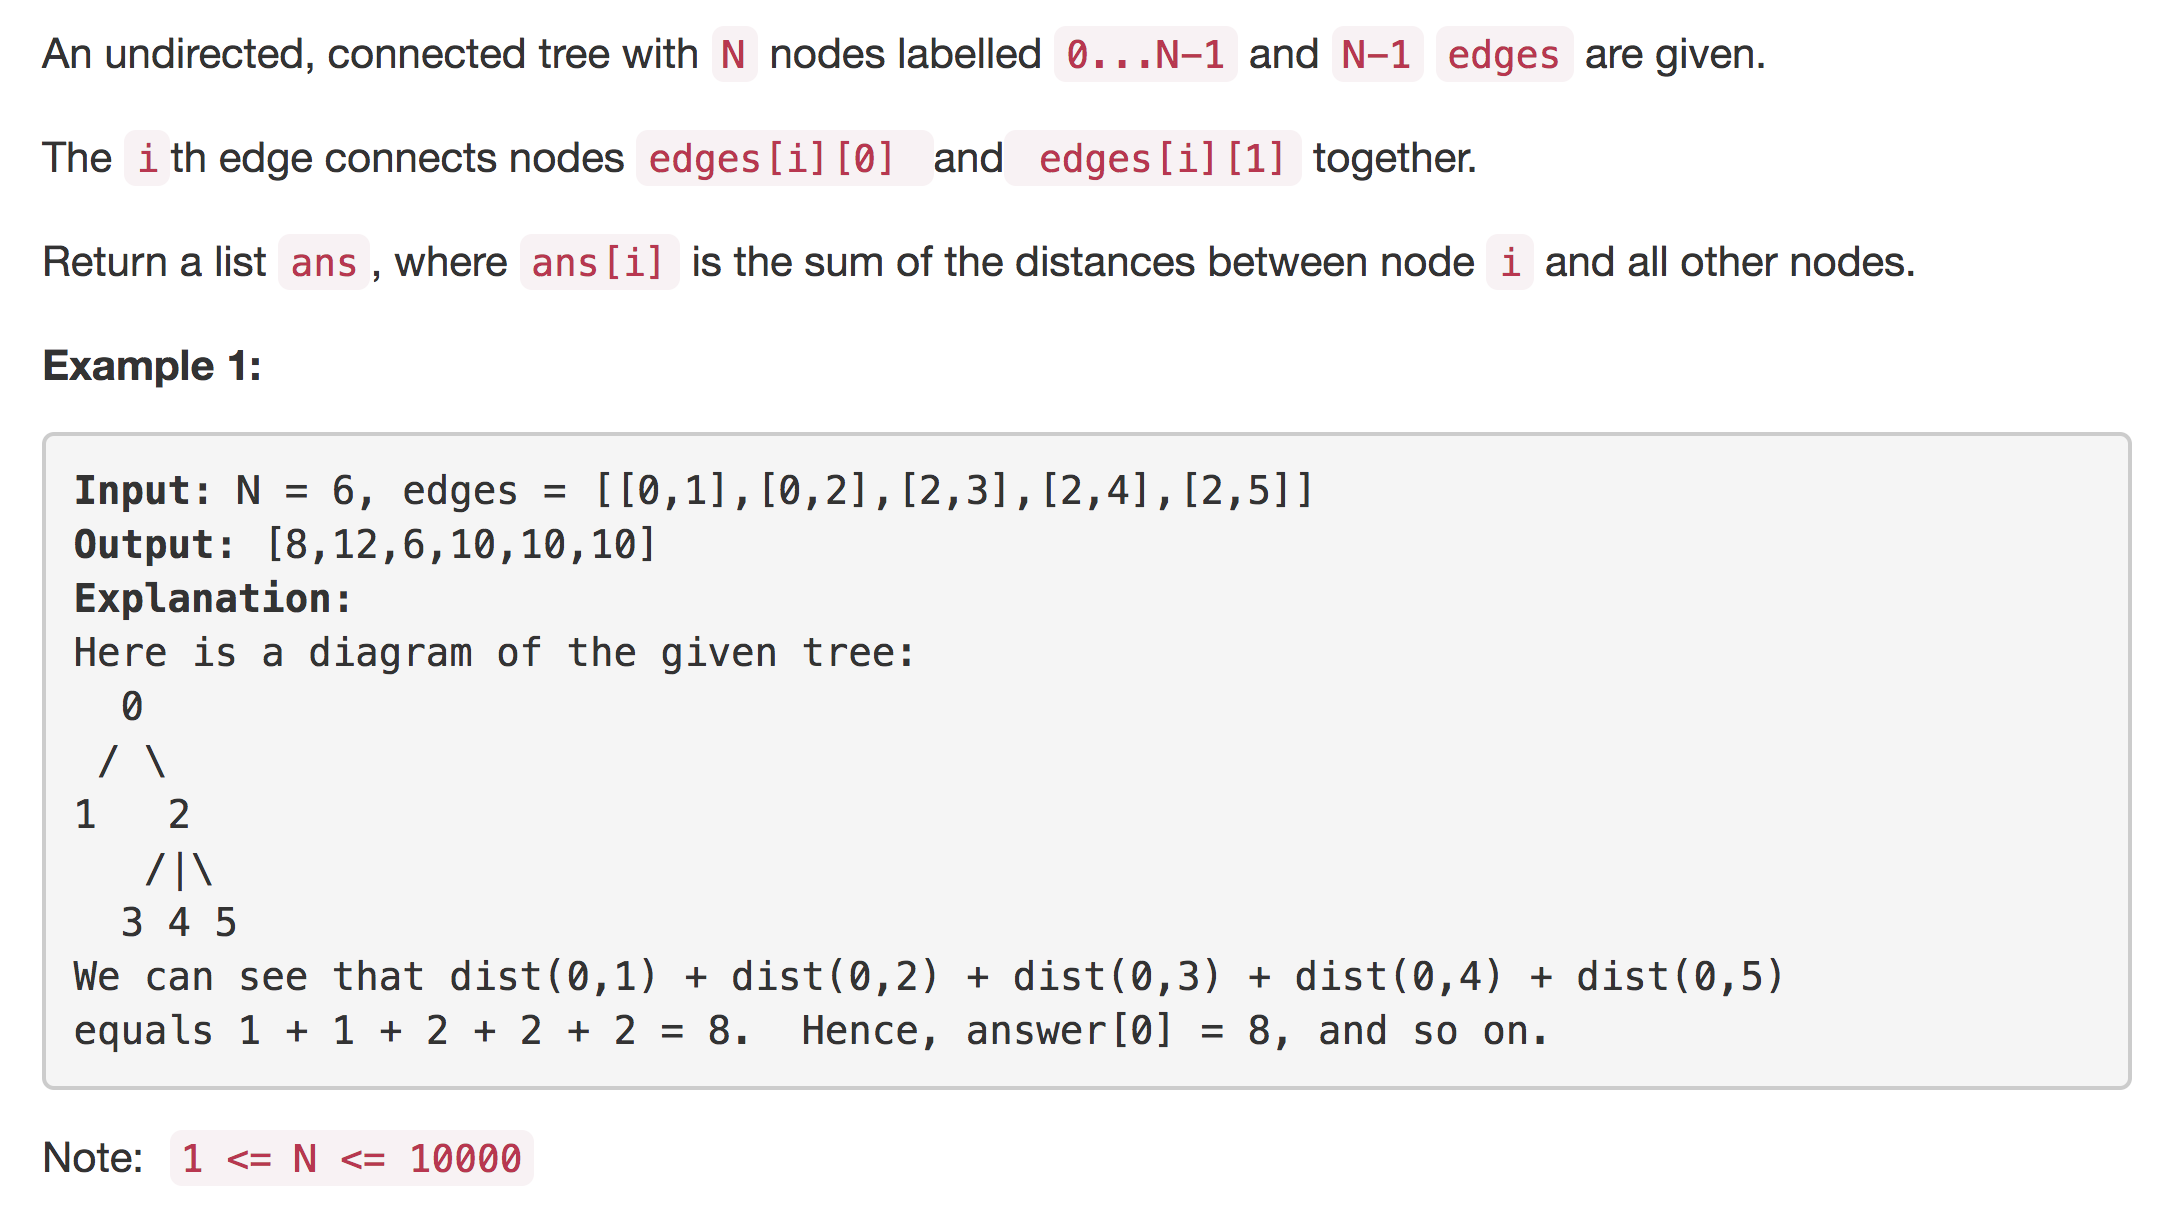 An undirected, connected tree with N nodes labelled 0...N-1 and N-1 edges are given.
The i th edge connects nodes edges[i][0] and edges[i][1] together.
Return a list ans, where ans[i] is the sum of the distances between node i and all other nodes.
Example 1:
Input: N = 6, edges = [[0,1],[0,2],[2,3],[2,4],[2,5]]
Output: [8,12,6,10,10,10]
Explanation:
Here is a diagram of the given tree:
  0
 / \
1   2
   /|\
  3 4 5
We can see that dist(0,1) + dist(0,2) + dist(0,3) + dist(0,4) + dist(0,5)
equals 1 + 1 + 2 + 2 + 2 = 8.  Hence, answer[0] = 8, and so on.
Note: 1 <= N <= 10000